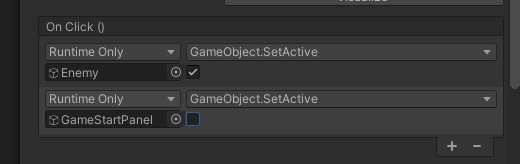 On Click ()
Runtime Only GameObject.SetActive
Enemy
Runtime Only GameObject.SetActive
GameStartPanel
+ −